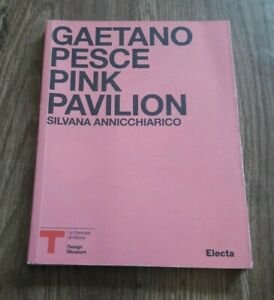 GAETANO
PESCE
PINK
PAVILION
SILVANA ANNICCHIARICO
T
La Triennale
di Milano
Design
Museum
Electa